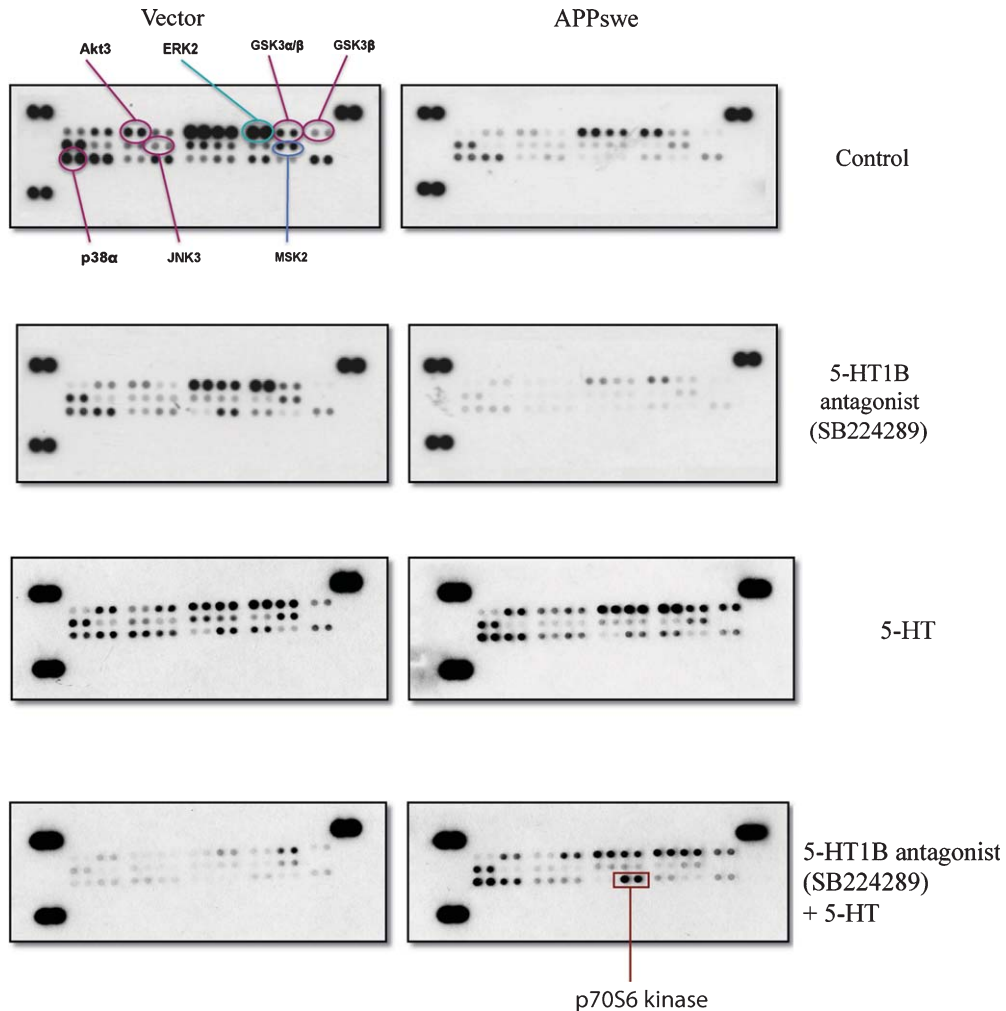 Vector
APPswe
Akt3
ERK2
GSK3α/β
GSK3β
Control
p38α
JNK3
MSK2
5-HT1B
antagonist
(SB224289)
5-HT
5-HT1B antagonist
(SB224289)
+ 5-HT
p70S6 kinase